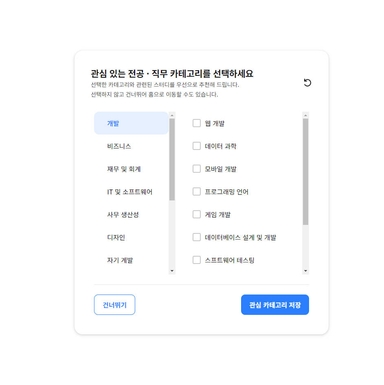 관심 있는 전공 · 직무 카테고리를 선택하세요
선택한 카테고리와 관련된 스터디를 우선으로 추천해 드립니다.
선택하지 않고 건너뛰어 홈으로 이동할 수도 있습니다.
개발
웹 개발
비즈니스
데이터 과학
재무 및 회계
모바일 개발
IT 및 소프트웨어
프로그래밍 언어
사무 생산성
게임 개발
디자인
데이터베이스 설계 및 개발
자기 개발
소프트웨어 테스팅
건너뛰기
관심 카테고리 저장